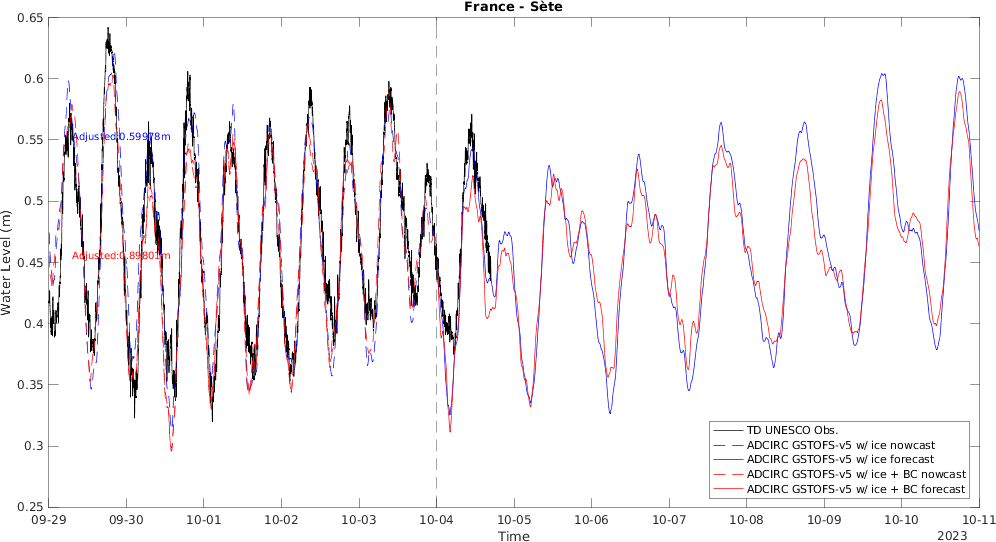 France - Sète
Water Level (m)
0.65
0.6
0.55
0.5
0.45
0.4
0.35
0.3
0.25
Adjusted:0.59978m
Adjusted:0.89801m
TD UNESCO Obs.
ADCIRC GSTOFS-v5 w/ ice nowcast
ADCIRC GSTOFS-v5 w/ ice forecast
ADCIRC GSTOFS-v5 w/ ice + BC nowcast
ADCIRC GSTOFS-v5 w/ ice + BC forecast
09-29 09-30 10-01 10-02 10-03 10-04 10-05 10-06 10-07 10-08 10-09 10-10 10-11
Time
2023